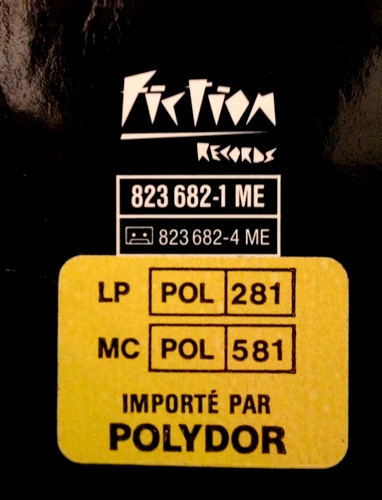 Fiction
Records
823 682-1 ME
823 682-4 ME
LP POL 281
MC POL 581
IMPORTÉ PAR
POLYDOR